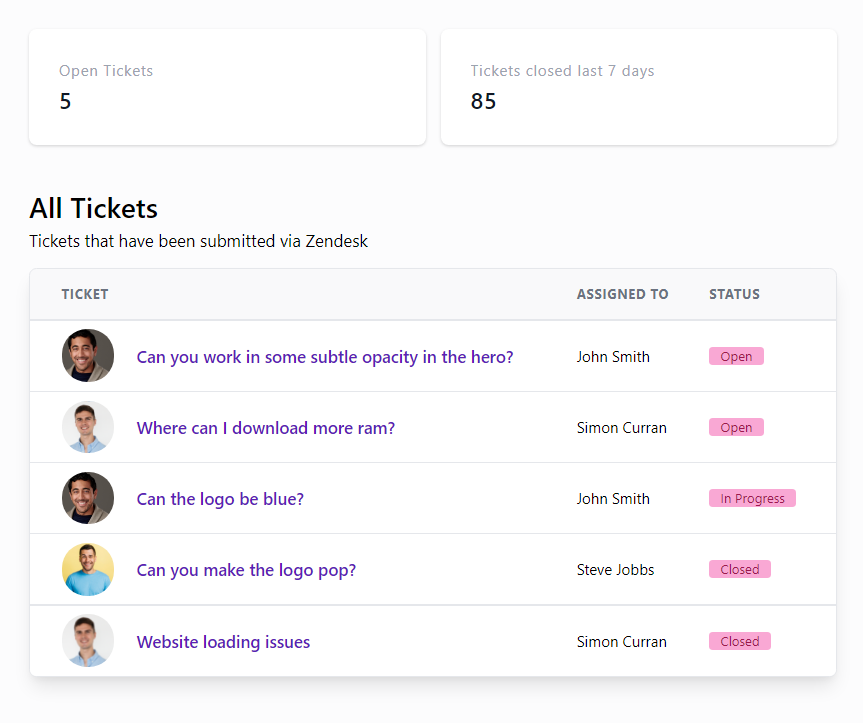 Open Tickets
5
Tickets closed last 7 days
85
All Tickets
Tickets that have been submitted via Zendesk
TICKET ASSIGNED TO STATUS
Can you work in some subtle opacity in the hero? John Smith Open
Where can I download more ram? Simon Curran Open
Can the logo be blue? John Smith In Progress
Can you make the logo pop? Steve Jobbs Closed
Website loading issues Simon Curran Closed